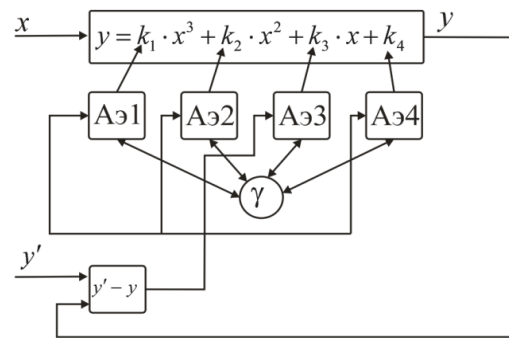 x
y = k₁ · x³ + k₂ · x² + k₃ · x + k₄
y
Аэ1
Аэ2
Аэ3
Аэ4
γ
y′
y′ − y